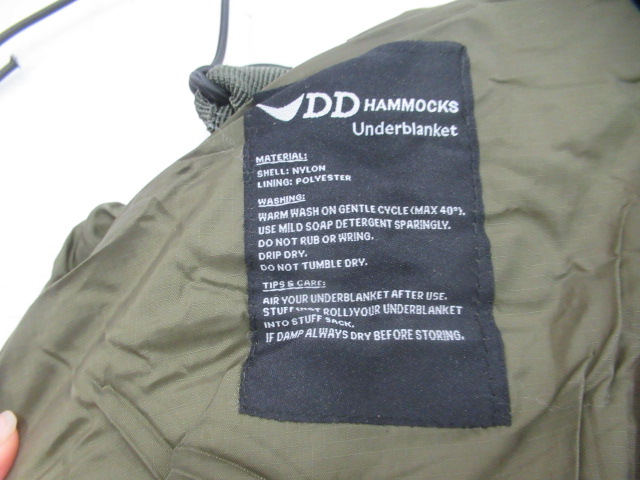 DD HAMMOCKS
Underblanket
MATERIAL:
SHELL: NYLON
LINING: POLYESTER
WASHING:
WARM WASH ON GENTLE CYCLE (MAX 40°).
USE MILD SOAP DETERGENT SPARINGLY.
DO NOT RUB OR WRING.
DRIP DRY.
DO NOT TUMBLE DRY.
TIPS & CARE:
AIR YOUR UNDERBLANKET AFTER USE.
STUFF (NOT ROLL) YOUR UNDERBLANKET
INTO STUFF SACK.
IF DAMP ALWAYS DRY BEFORE STORING.